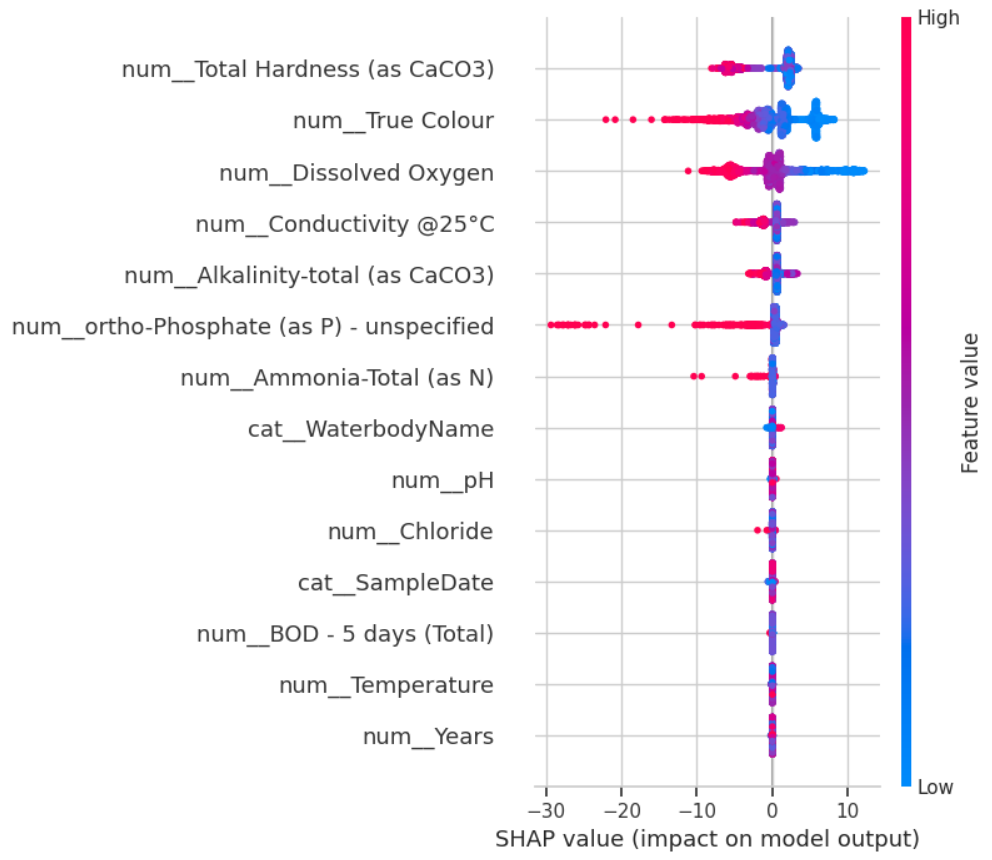 High
num__Total Hardness (as CaCO3)
num__True Colour
num__Dissolved Oxygen
num__Conductivity @25°C
num__Alkalinity-total (as CaCO3)
num__ortho-Phosphate (as P) - unspecified
num__Ammonia-Total (as N)
cat__WaterbodyName
num__pH
num__Chloride
cat__SampleDate
num__BOD - 5 days (Total)
num__Temperature
num__Years
Feature value
Low
−30 −20 −10 0 10
SHAP value (impact on model output)